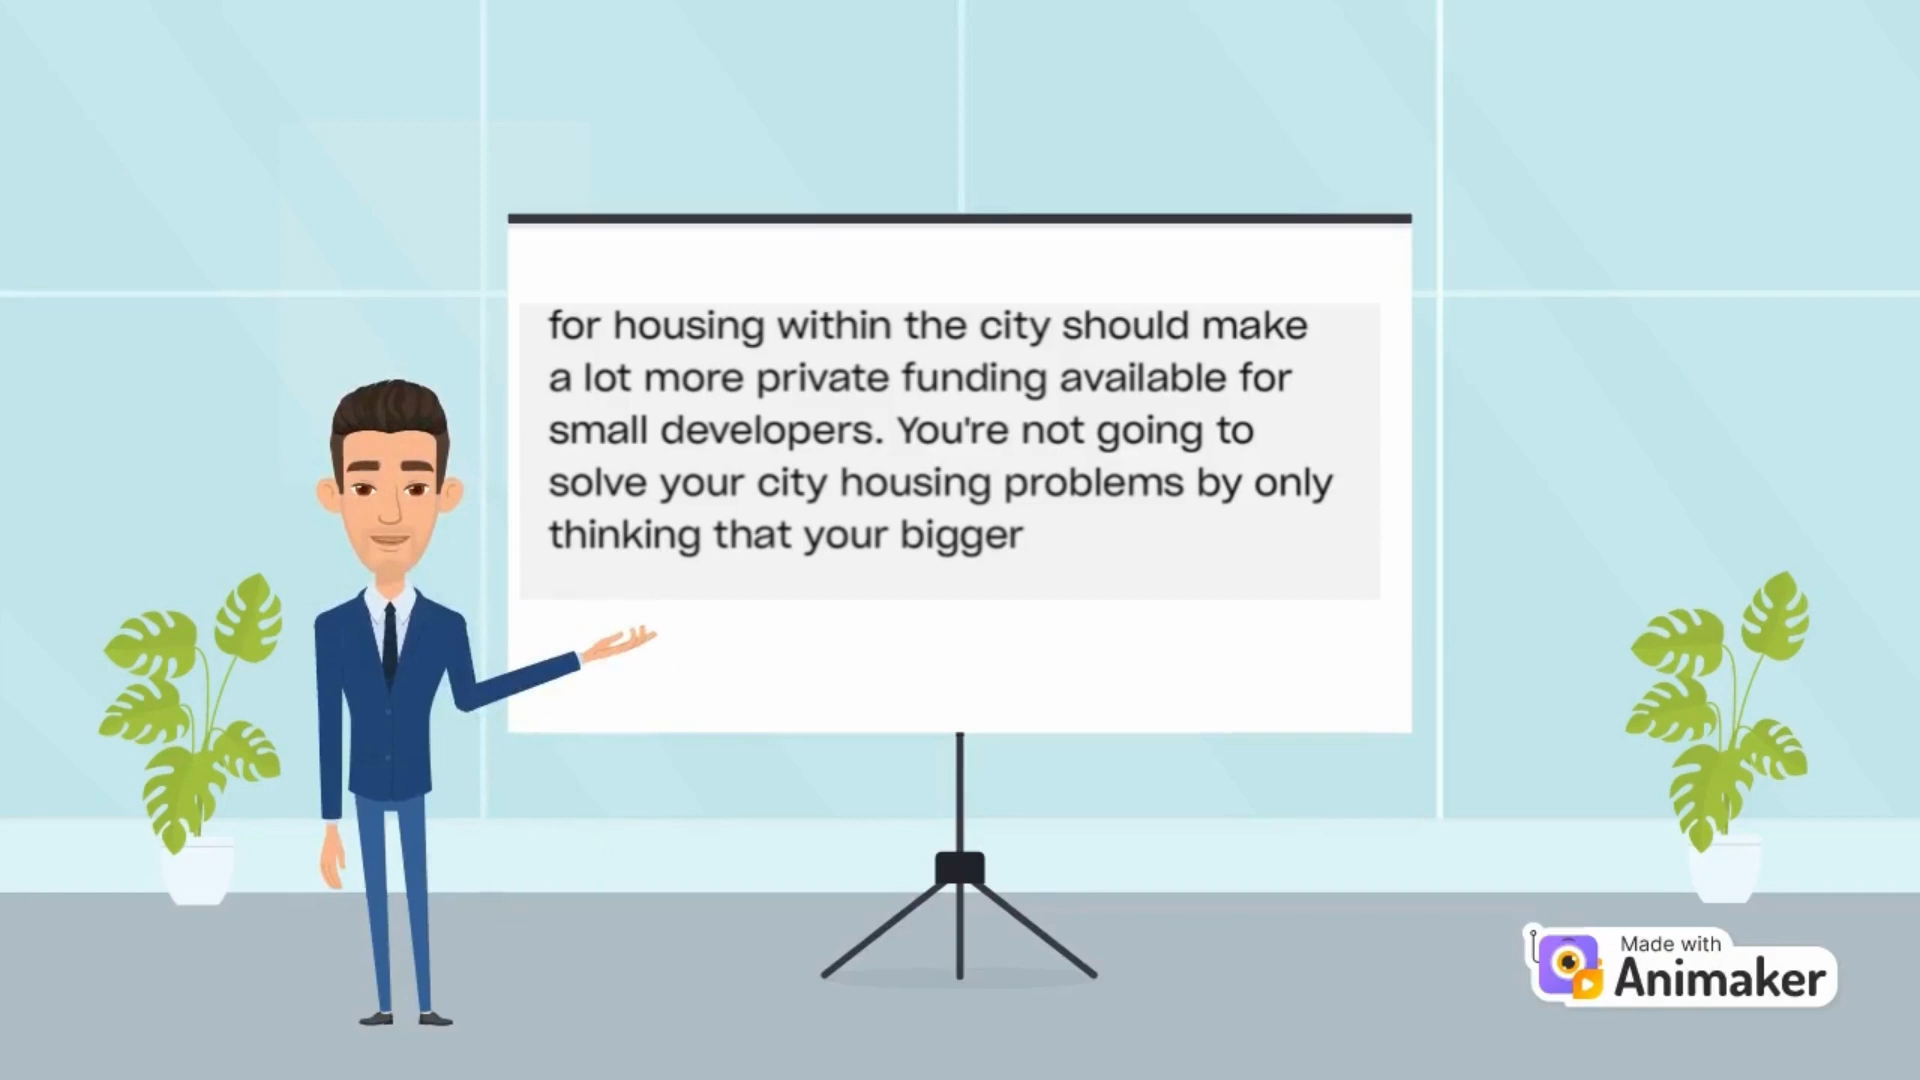 for housing within the city should make
a lot more private funding available for
small developers. You're not going to
solve your city housing problems by only
thinking that your bigger
Made with
Animaker